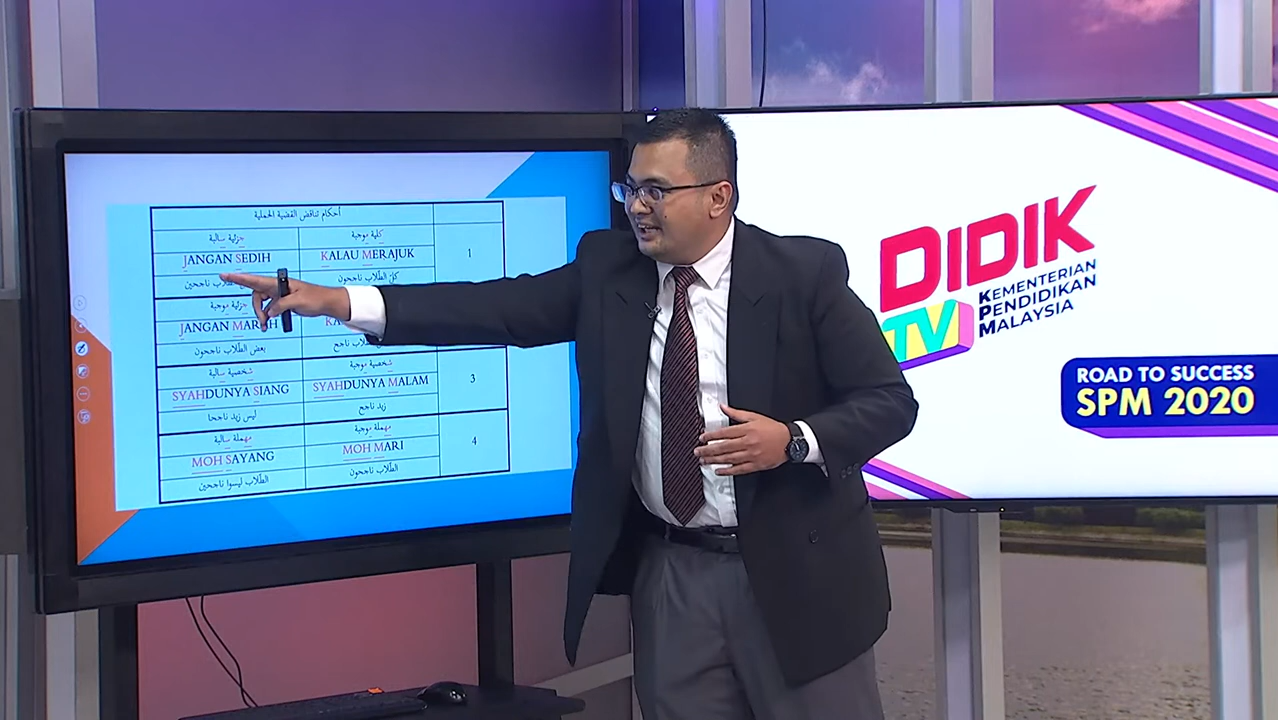 أحكام تناقض القضية الحملية
كلية موجبة
جزئية سالبة
KALAU MERAJUK
JANGAN SEDIH
1
كلّ الطلاب ناجحون
الطلاب ناجحين
جزئية موجبة
JANGAN
بعض الطلاب ناجحون
الطلاب ناجح
شخصية موجبة
شخصية سالبة
SYAHDUNYA MALAM
SYAHDUNYA SIANG
3
زيد ناجح
ليس زيد ناجحا
مهملة موجبة
مهملة سالبة
MOH MARI
MOH SAYANG
4
الطلاب ناجحون
الطلاب ليسوا ناجحين
DIDIK
TV
KEMENTERIAN
PENDIDIKAN
MALAYSIA
ROAD TO SUCCESS
SPM 2020